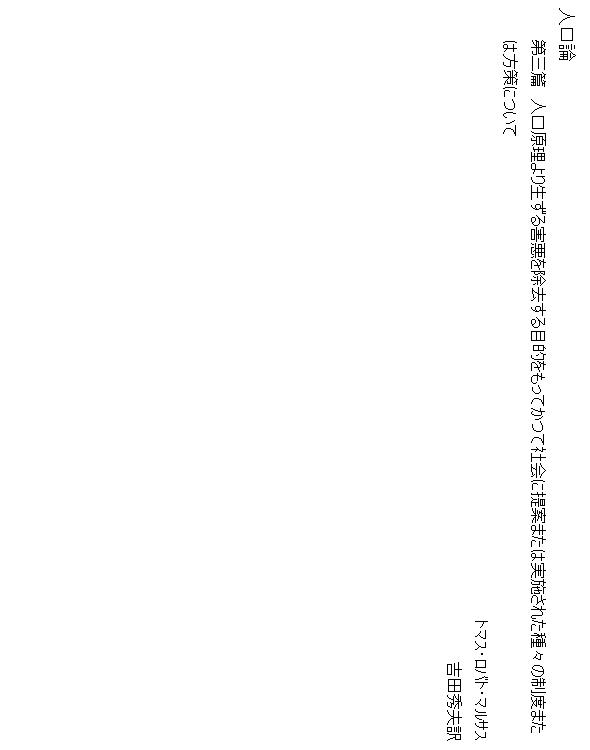 人口論
第三篇　人口原理より生ずる害悪を除去する目的をもってかつて社会に提案または実施された種々の制度また
は方策について
トマス・ロバト・マルサス
吉田秀夫訳